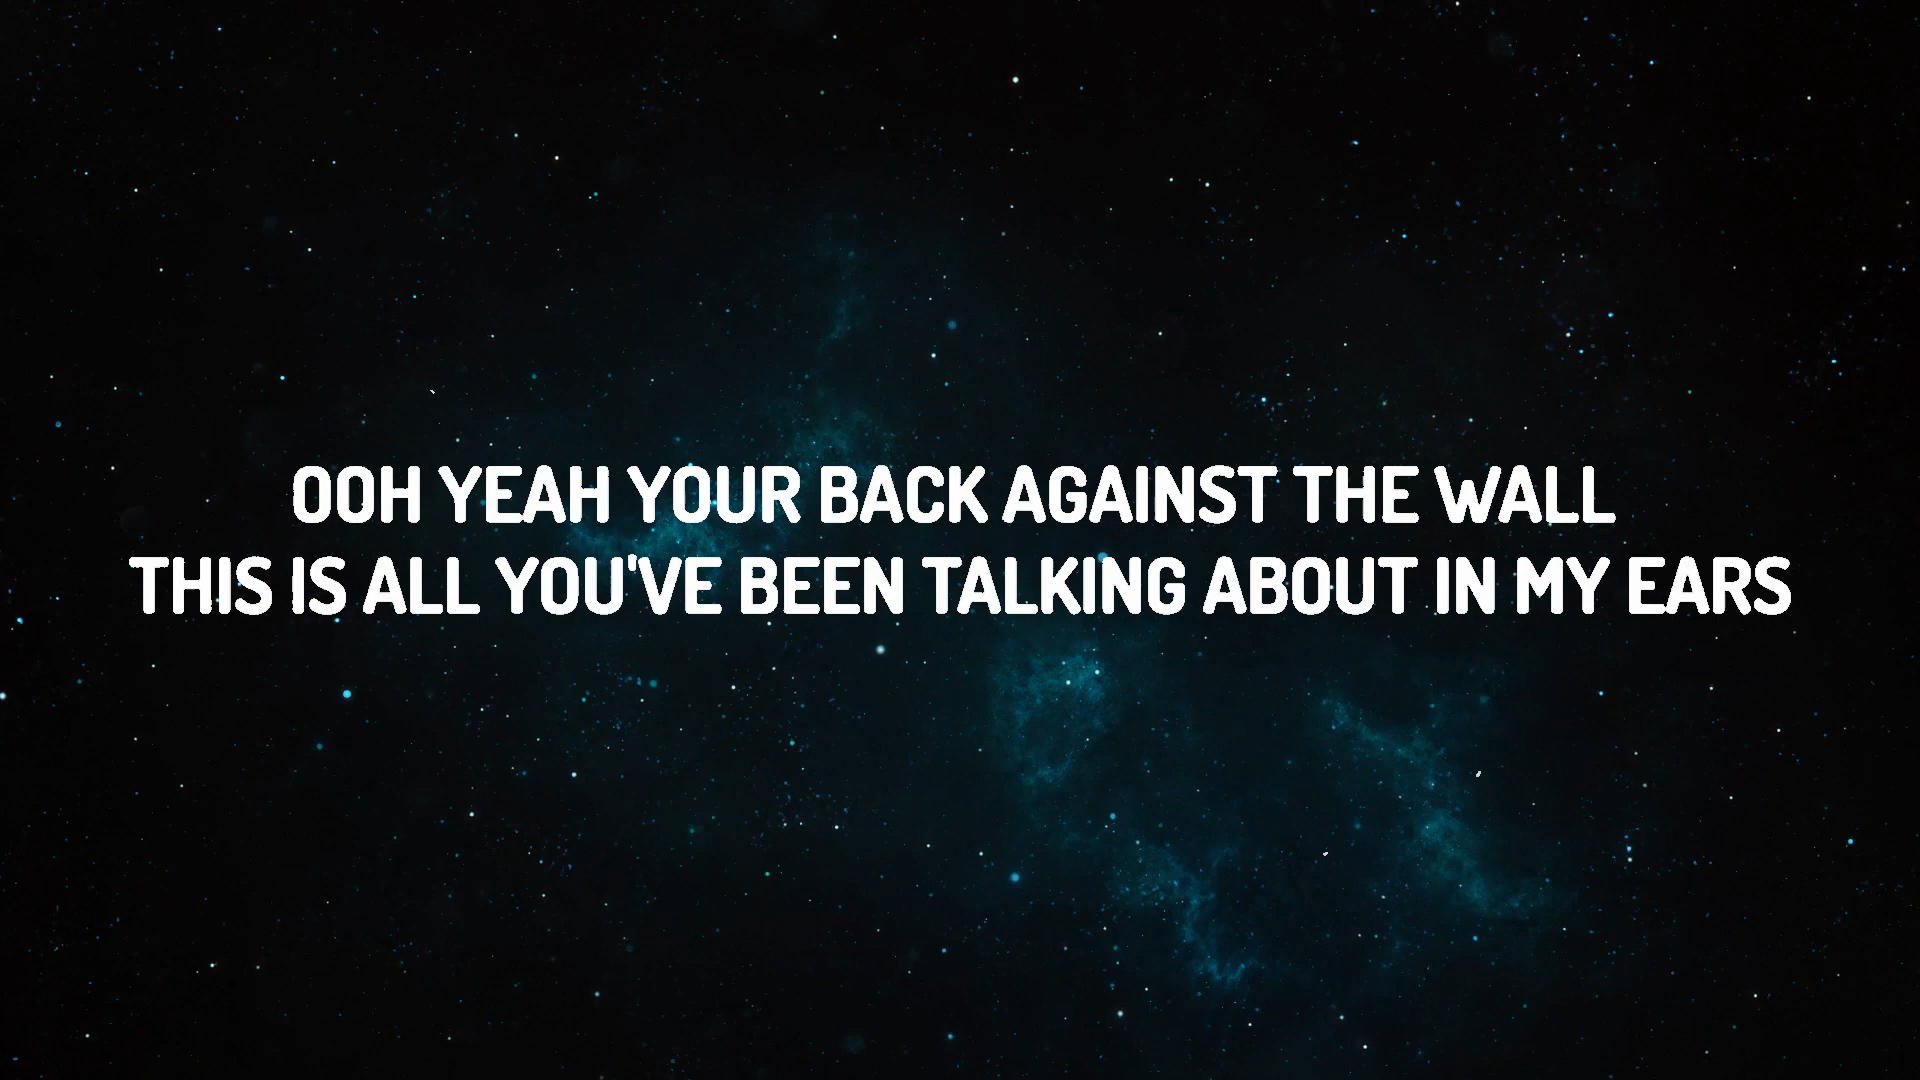 OOH YEAH YOUR BACK AGAINST THE WALL
THIS IS ALL YOU'VE BEEN TALKING ABOUT IN MY EARS